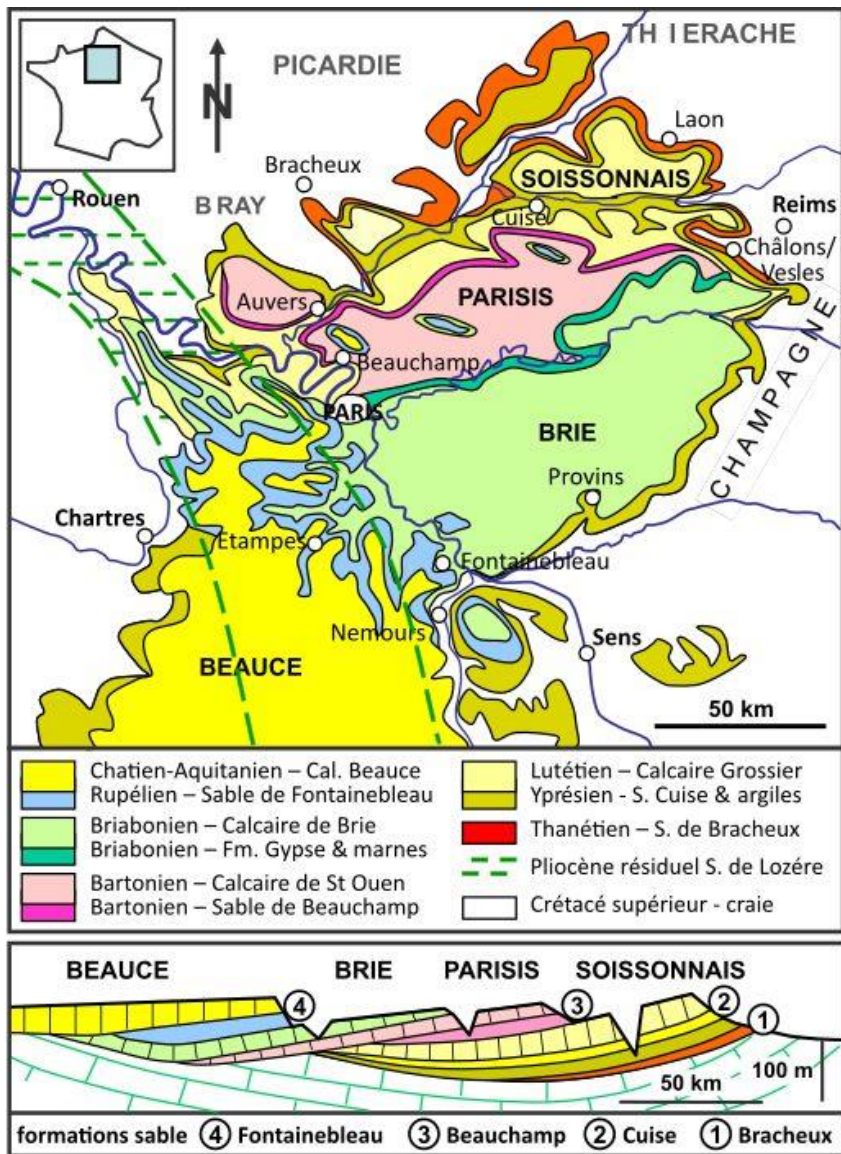 TH IERACHE
PICARDIE
N
Laon
Bracheux
SOISSONNAIS
Rouen
BRAY
Cuise
Reims
Châlons/
Vesles
PARISIS
Auvers
Beauchamp
PARIS
CHAMPAGNE
BRIE
Provins
Chartres
Etampes
Fontainebleau
Nemours
Sens
BEAUCE
50 km
Chatien-Aquitanien – Cal. Beauce
Rupélien – Sable de Fontainebleau
Briabonien – Calcaire de Brie
Briabonien – Fm. Gypse & marnes
Bartonien – Calcaire de St Ouen
Bartonien – Sable de Beauchamp
Lutétien – Calcaire Grossier
Yprésien - S. Cuise & argiles
Thanétien – S. de Bracheux
Pliocène résiduel S. de Lozére
Crétacé supérieur - craie
BEAUCE BRIE PARISIS SOISSONNAIS
4 3 2 1
50 km 100 m
formations sable 4 Fontainebleau 3 Beauchamp 2 Cuise 1 Bracheux